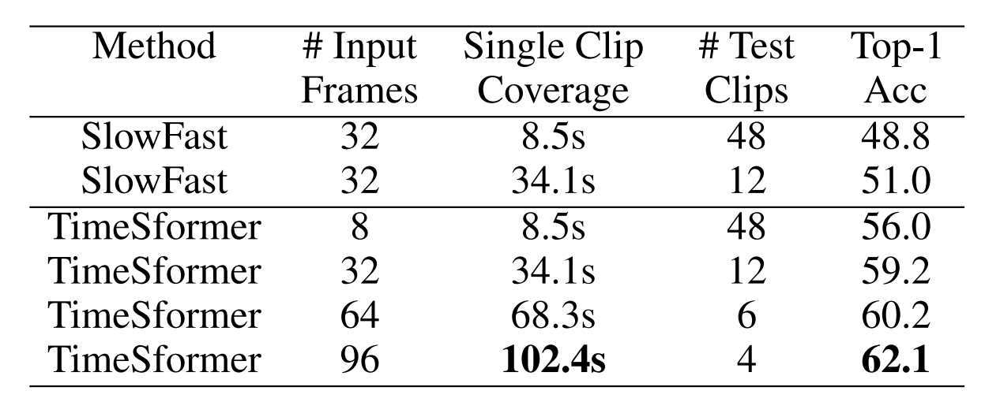 Method # Input Single Clip # Test Top-1
Frames Coverage Clips Acc
SlowFast 32 8.5s 48 48.8
SlowFast 32 34.1s 12 51.0
TimeSformer 8 8.5s 48 56.0
TimeSformer 32 34.1s 12 59.2
TimeSformer 64 68.3s 6 60.2
TimeSformer 96 102.4s 4 62.1